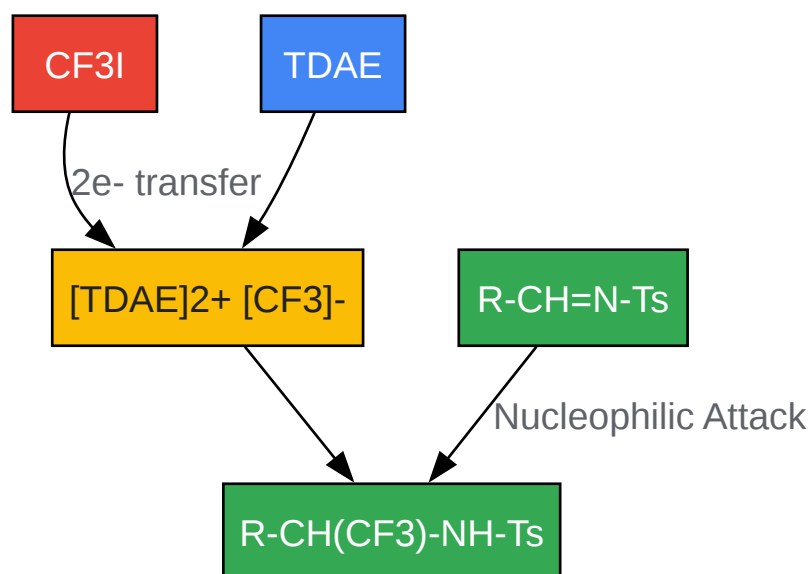 CF3I
TDAE
2e- transfer
[TDAE]2+ [CF3]-
R-CH=N-Ts
Nucleophilic Attack
R-CH(CF3)-NH-Ts